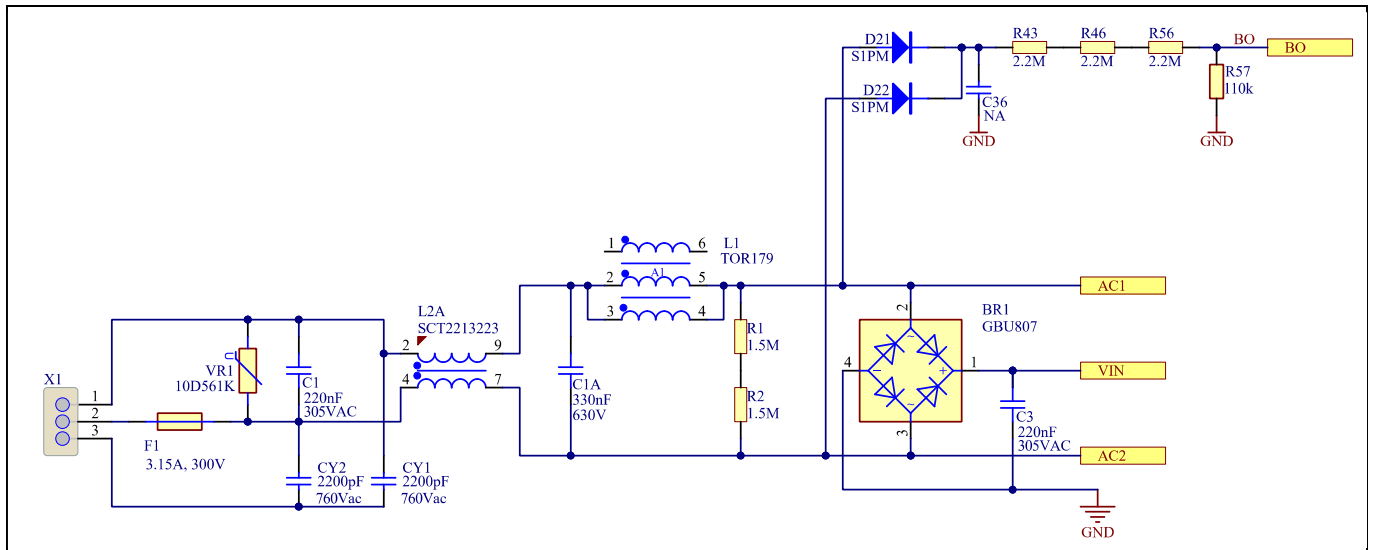 D21
S1PM
R43
2.2M
R46
2.2M
R56
2.2M
BO
BO
D22
S1PM
C36
NA
GND
R57
110k
GND
1
6
L1
TOR179
2
A1
5
3
4
AC1
L2A
SCT2213223
2
9
4
7
U
VR1
10D561K
C1
220nF
305VAC
C1A
330nF
630V
R1
1.5M
R2
1.5M
BR1
GBU807
2
~
4
−
+
1
~
3
VIN
C3
220nF
305VAC
AC2
X1
1
2
3
F1
3.15A, 300V
CY2
2200pF
760Vac
CY1
2200pF
760Vac
GND